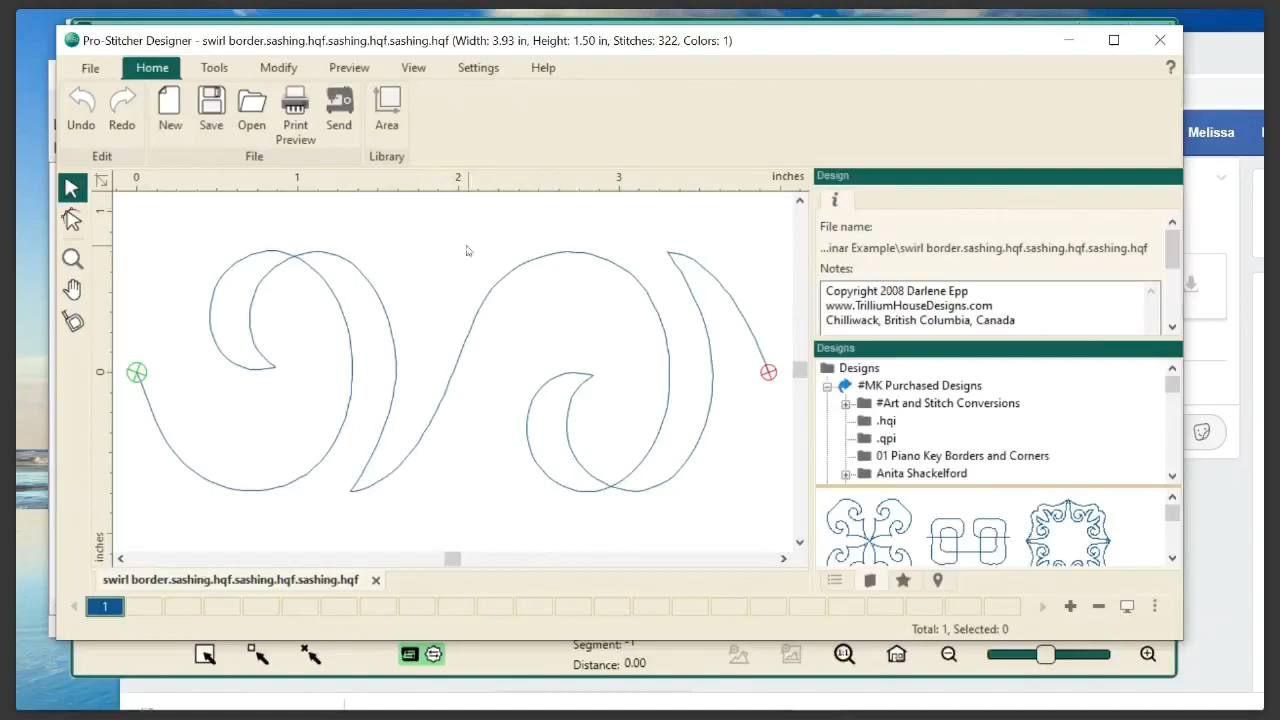 Pro-Stitcher Designer - swirl border.sashing.hqf.sashing.hqf.sashing.hqf (Width: 3.93 in, Height: 1.50 in, Stitches: 322, Colors: 1)
File Home Tools Modify Preview View Settings Help ?
Undo Redo New Save Open Print Preview Send Area
Edit File Library
Melissa
0 1 2 3 inches
Design
1
i
File name:
...inar Example\swirl border.sashing.hqf.sashing.hqf.sashing.hqf
Notes:
Copyright 2008 Darlene Epp
www.TrilliumHouseDesigns.com
Chilliwack, British Columbia, Canada
Designs
Designs
0
#MK Purchased Designs
#Art and Stitch Conversions
.hqi
.qpi
01 Piano Key Borders and Corners
Anita Shackelford
inches
swirl border.sashing.hqf.sashing.hqf.sashing.hqf
1
Total: 1, Selected: 0
Segment: -1
Distance: 0.00
1:1